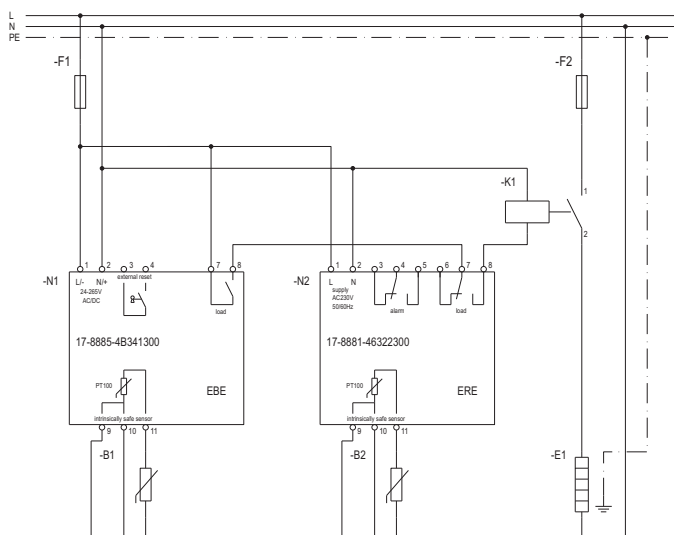 L
N
PE
-F1 -F2
-K1
1
2
1 2 3 4 7 8 1 2 3 4 5 6 7 8
-N1 L/- N/+ external reset -N2 L N
24-265V AC/DC
load
supply AC230V 50/60Hz
alarm load
17-8885-4B341300 17-8881-46322300
PT100 EBE PT100 ERE
intrinsically safe sensor intrinsically safe sensor
9 10 11 9 10 11
-B1 -B2 -E1